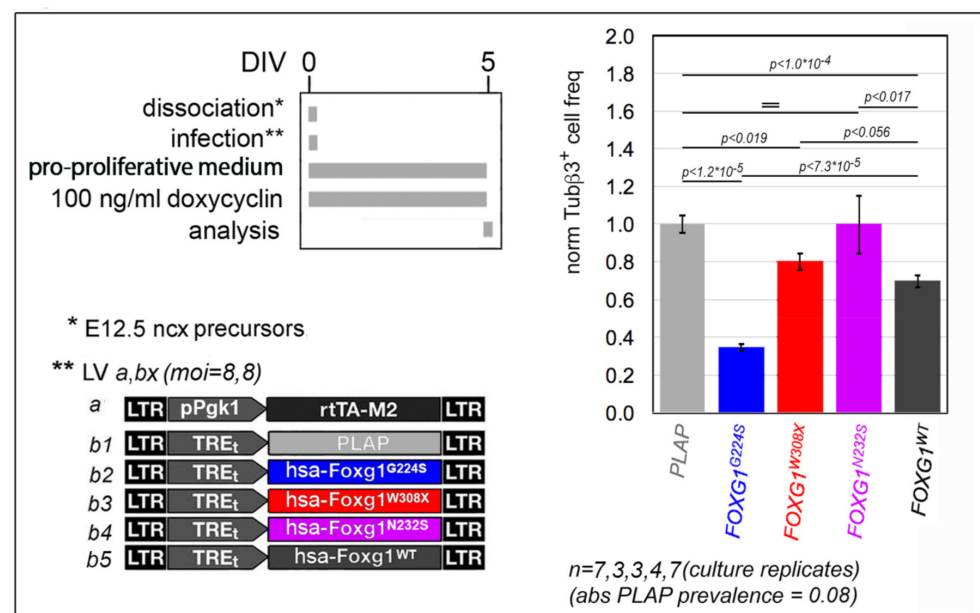 DIV 0 5
dissociation*
infection**
pro-proliferative medium
100 ng/ml doxycyclin
analysis
* E12.5 ncx precursors
** LV a,bx (moi=8,8)
a LTR pPgk1 rtTA-M2 LTR
b1 LTR TREt PLAP LTR
b2 LTR TREt hsa-Foxg1G224S LTR
b3 LTR TREt hsa-Foxg1W308X LTR
b4 LTR TREt hsa-Foxg1N232S LTR
b5 LTR TREt hsa-Foxg1WT LTR
norm Tubβ3+ cell freq
2.0
1.8
1.6
1.4
1.2
1.0
0.8
0.6
0.4
0.2
0.0
p<1.0*10-4
=
p<0.017
p<0.019
p<0.056
p<1.2*10-5
p<7.3*10-5
PLAP
FOXG1G224S
FOXG1W308X
FOXG1N232S
FOXG1WT
n=7,3,3,4,7(culture replicates)
(abs PLAP prevalence = 0.08)